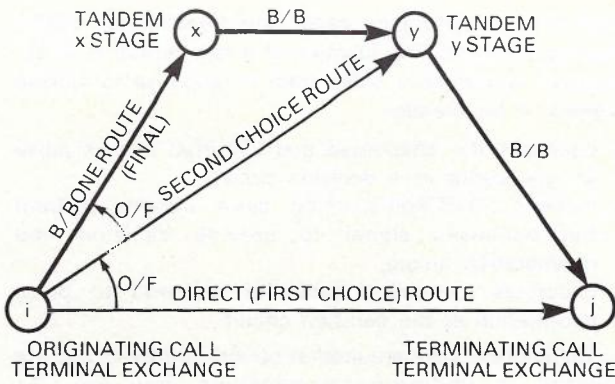 B/B
TANDEM
x STAGE
x
y
TANDEM
y STAGE
B/BONE ROUTE
(FINAL)
SECOND CHOICE ROUTE
B/B
O/F
O/F
DIRECT (FIRST CHOICE) ROUTE
i
j
ORIGINATING CALL
TERMINAL EXCHANGE
TERMINATING CALL
TERMINAL EXCHANGE